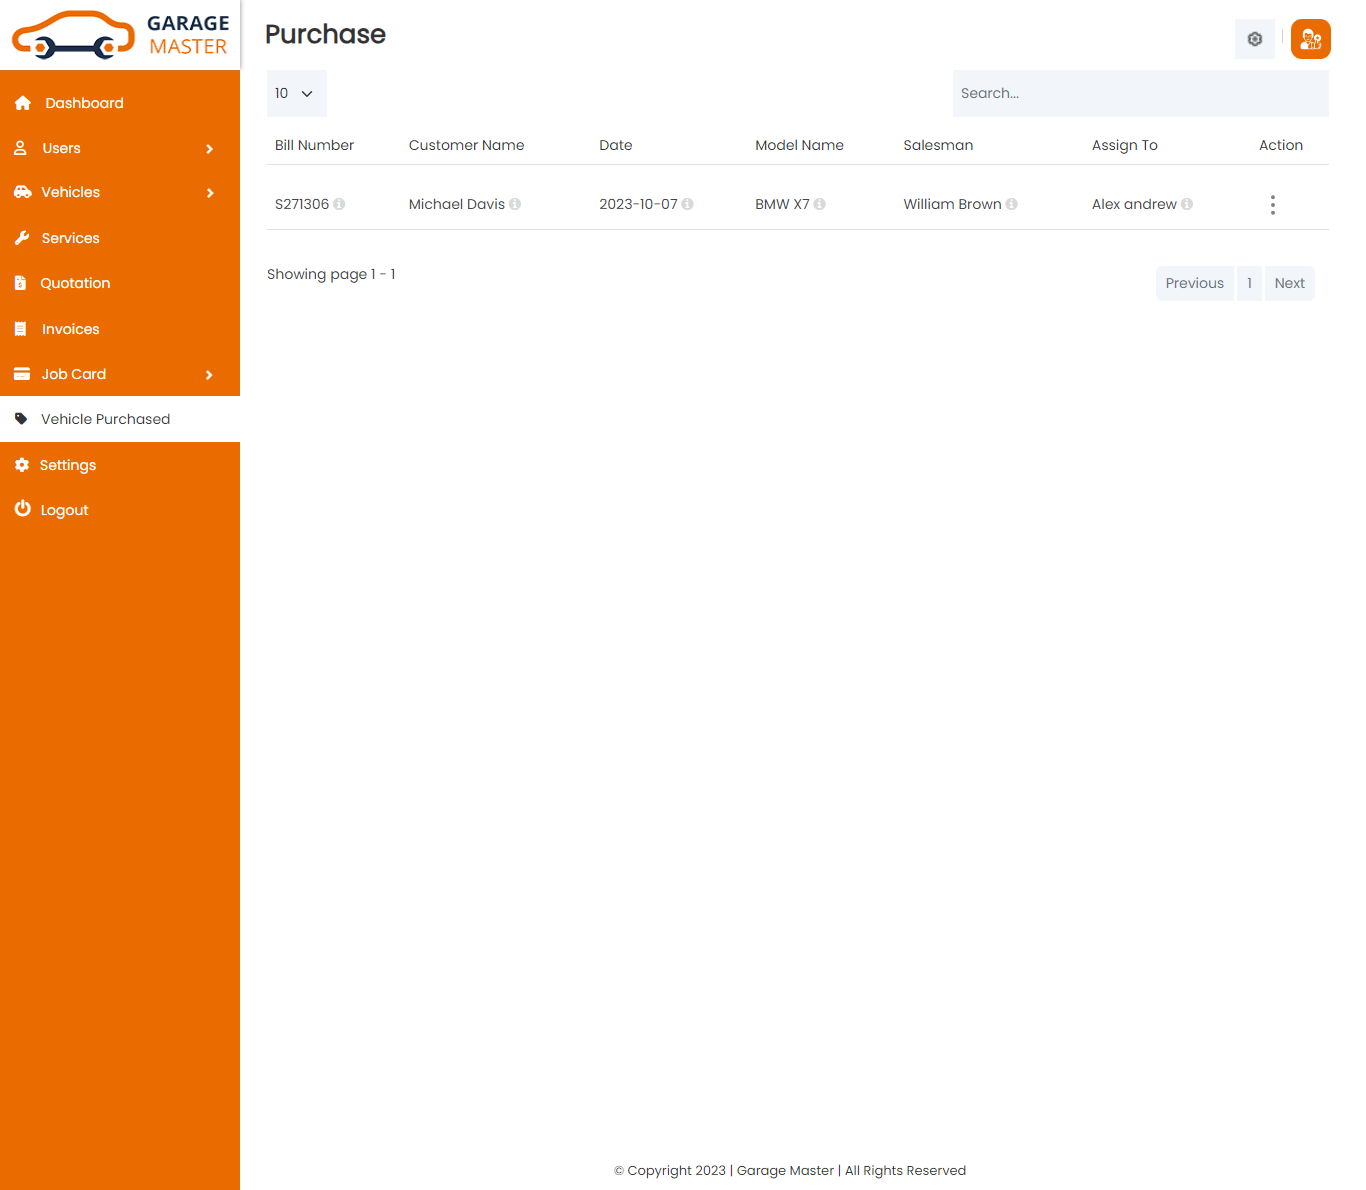 GARAGE
MASTER
Purchase
Dashboard
Users
Vehicles
Services
Quotation
Invoices
Job Card
Vehicle Purchased
Settings
Logout
10
Search...
Bill Number Customer Name Date Model Name Salesman Assign To Action
S271306 Michael Davis 2023-10-07 BMW X7 William Brown Alex andrew
Showing page 1 - 1
Previous 1 Next
© Copyright 2023 | Garage Master | All Rights Reserved